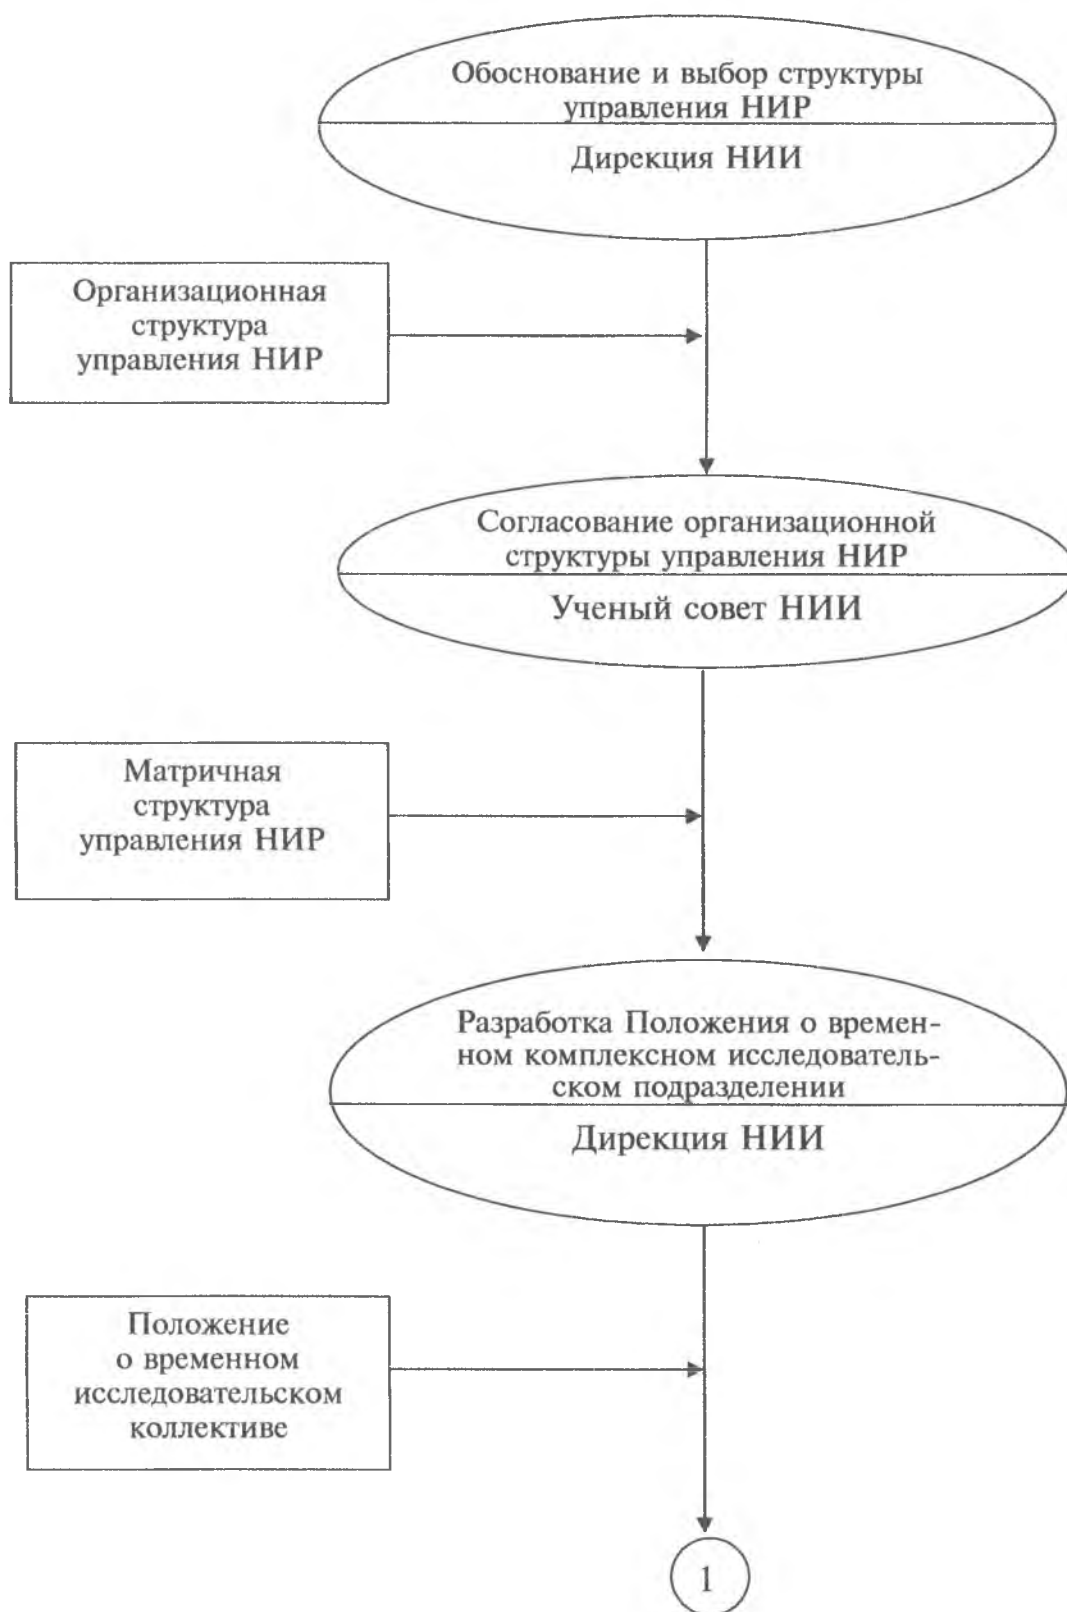 Обоснование и выбор структуры
управления НИР
Дирекция НИИ
Организационная
структура
управления НИР
Согласование организационной
структуры управления НИР
Ученый совет НИИ
Матричная
структура
управления НИР
Разработка Положения о времен-
ном комплексном исследователь-
ском подразделении
Дирекция НИИ
Положение
о временном
исследовательском
коллективе
1